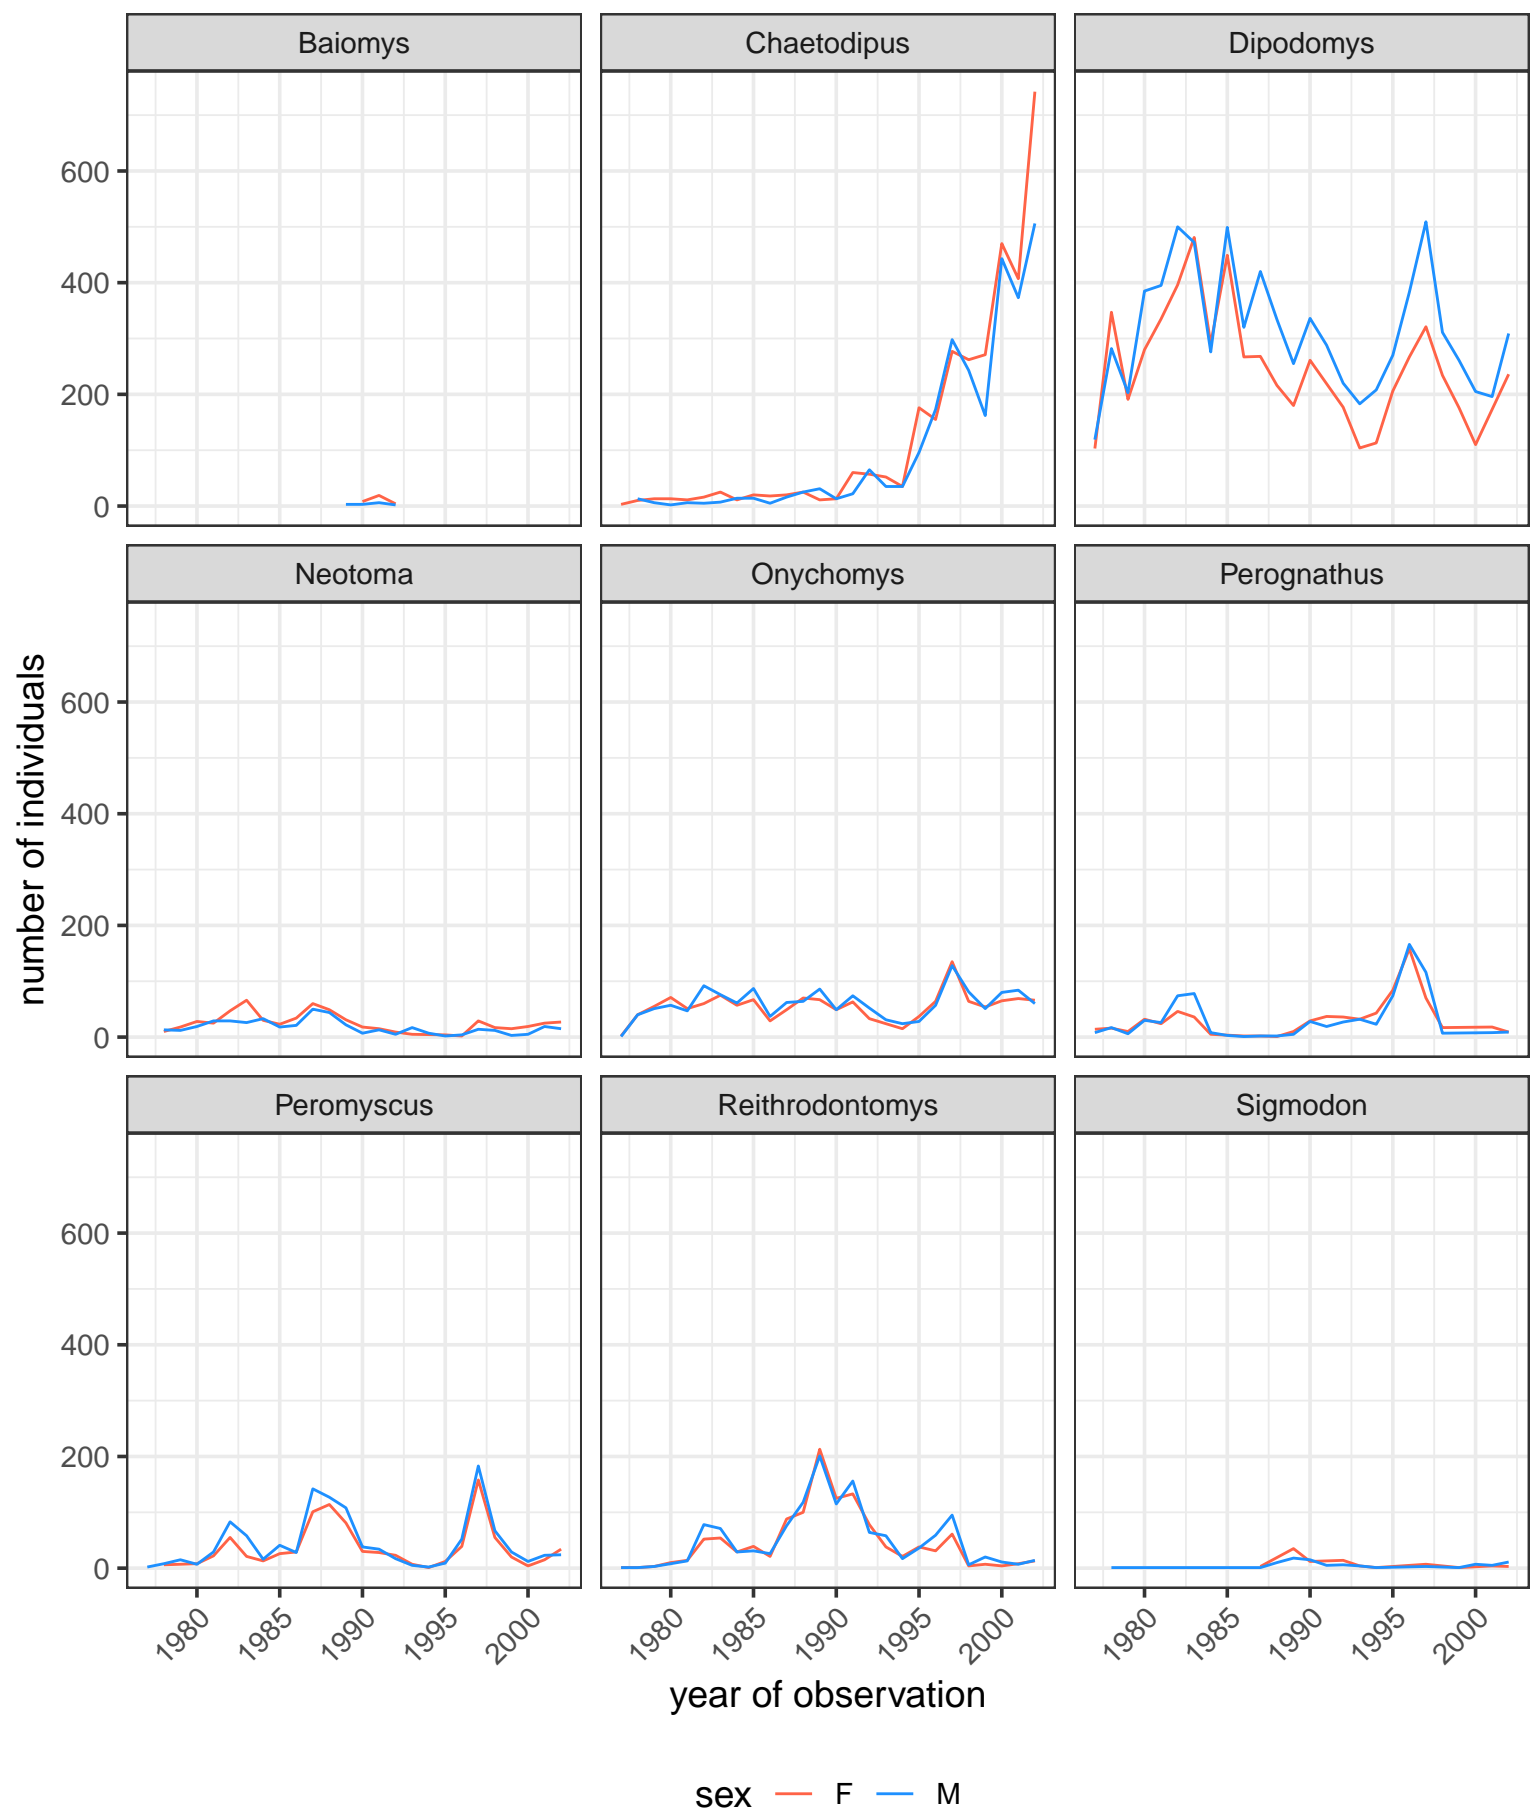 Baiomys
Chaetodipus
Dipodomys
600
400
200
0
Neotoma
Onychomys
Perognathus
600
400
200
0
number of individuals
Peromyscus
Reithrodontomys
Sigmodon
600
400
200
0
1980 1985 1990 1995 2000
1980 1985 1990 1995 2000
1980 1985 1990 1995 2000
year of observation
sex F M